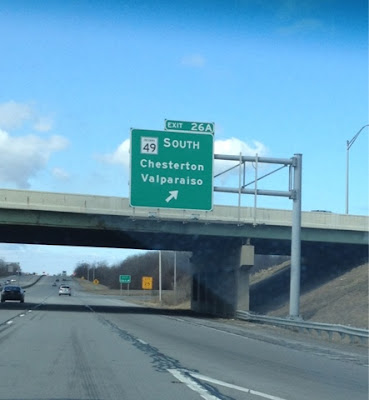 EXIT 26A
49 SOUTH
Chesterton
Valparaiso